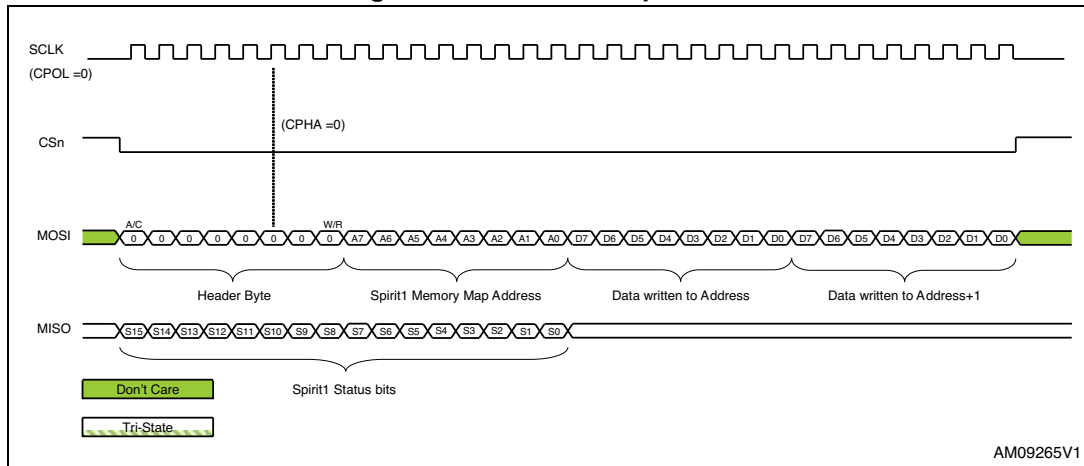 SCLK
(CPOL =0)
(CPHA =0)
CSn
A/C W/R
MOSI 0 0 0 0 0 0 0 0 A7 A6 A5 A4 A3 A2 A1 A0 D7 D6 D5 D4 D3 D2 D1 D0 D7 D6 D5 D4 D3 D2 D1 D0
Header Byte Spirit1 Memory Map Address Data written to Address Data written to Address+1
MISO S15 S14 S13 S12 S11 S10 S9 S8 S7 S6 S5 S4 S3 S2 S1 S0
Don't Care Spirit1 Status bits
Tri-State
AM09265V1